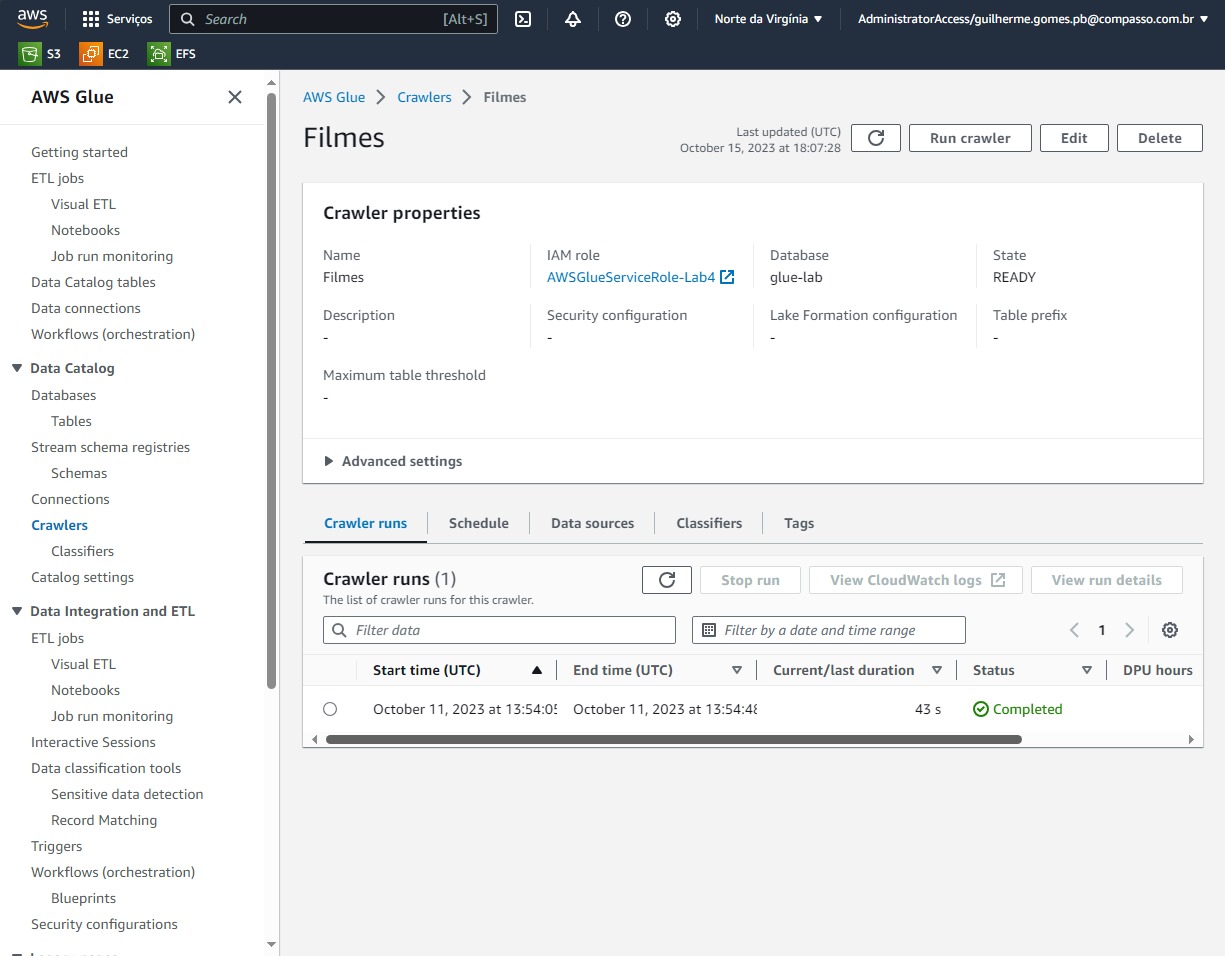 aws
Serviços
Search [Alt+S]
Norte da Virgínia
AdministratorAccess/guilherme.gomes.pb@compasso.com.br
S3
EC2
EFS
AWS Glue
Getting started
ETL jobs
Visual ETL
Notebooks
Job run monitoring
Data Catalog tables
Data connections
Workflows (orchestration)
Data Catalog
Databases
Tables
Stream schema registries
Schemas
Connections
Crawlers
Classifiers
Catalog settings
Data Integration and ETL
ETL jobs
Visual ETL
Notebooks
Job run monitoring
Interactive Sessions
Data classification tools
Sensitive data detection
Record Matching
Triggers
Workflows (orchestration)
Blueprints
Security configurations
AWS Glue > Crawlers > Filmes
Filmes
Last updated (UTC)
October 15, 2023 at 18:07:28
Run crawler
Edit
Delete
Crawler properties
Name
Filmes
IAM role
AWSGlueServiceRole-Lab4
Database
glue-lab
State
READY
Description
-
Security configuration
-
Lake Formation configuration
-
Table prefix
-
Maximum table threshold
-
Advanced settings
Crawler runs
Schedule
Data sources
Classifiers
Tags
Crawler runs (1)
The list of crawler runs for this crawler.
Stop run
View CloudWatch logs
View run details
Filter data
Filter by a date and time range
1
Start time (UTC)
End time (UTC)
Current/last duration
Status
DPU hours
October 11, 2023 at 13:54:05
October 11, 2023 at 13:54:48
43 s
Completed